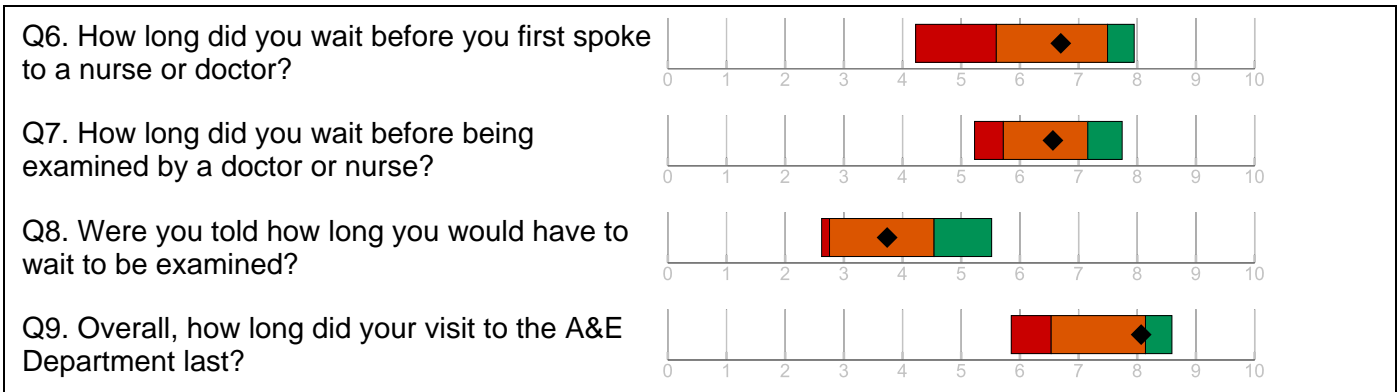 Q6. How long did you wait before you first spoke
to a nurse or doctor?
0 1 2 3 4 5 6 7 8 9 10
Q7. How long did you wait before being
examined by a doctor or nurse?
0 1 2 3 4 5 6 7 8 9 10
Q8. Were you told how long you would have to
wait to be examined?
0 1 2 3 4 5 6 7 8 9 10
Q9. Overall, how long did your visit to the A&E
Department last?
0 1 2 3 4 5 6 7 8 9 10